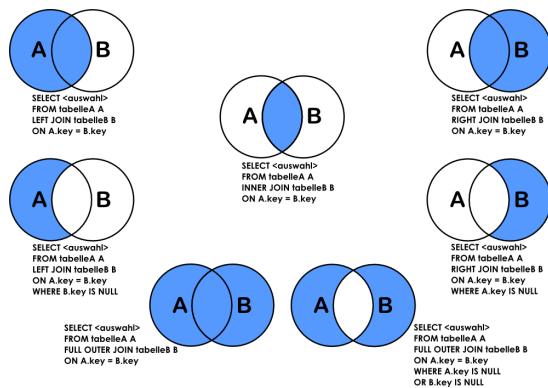 A B
SELECT <auswahl>
FROM tabelleA A
LEFT JOIN tabelleB B
ON A.key = B.key
A B
SELECT <auswahl>
FROM tabelleA A
RIGHT JOIN tabelleB B
ON A.key = B.key
A B
SELECT <auswahl>
FROM tabelleA A
INNER JOIN tabelleB B
ON A.key = B.key
A B
SELECT <auswahl>
FROM tabelleA A
LEFT JOIN tabelleB B
ON A.key = B.key
WHERE B.key IS NULL
A B
SELECT <auswahl>
FROM tabelleA A
RIGHT JOIN tabelleB B
ON A.key = B.key
WHERE A.key IS NULL
A B
SELECT <auswahl>
FROM tabelleA A
FULL OUTER JOIN tabelleB B
ON A.key = B.key
A B
SELECT <auswahl>
FROM tabelleA A
FULL OUTER JOIN tabelleB B
ON A.key = B.key
WHERE A.key IS NULL
OR B.key IS NULL